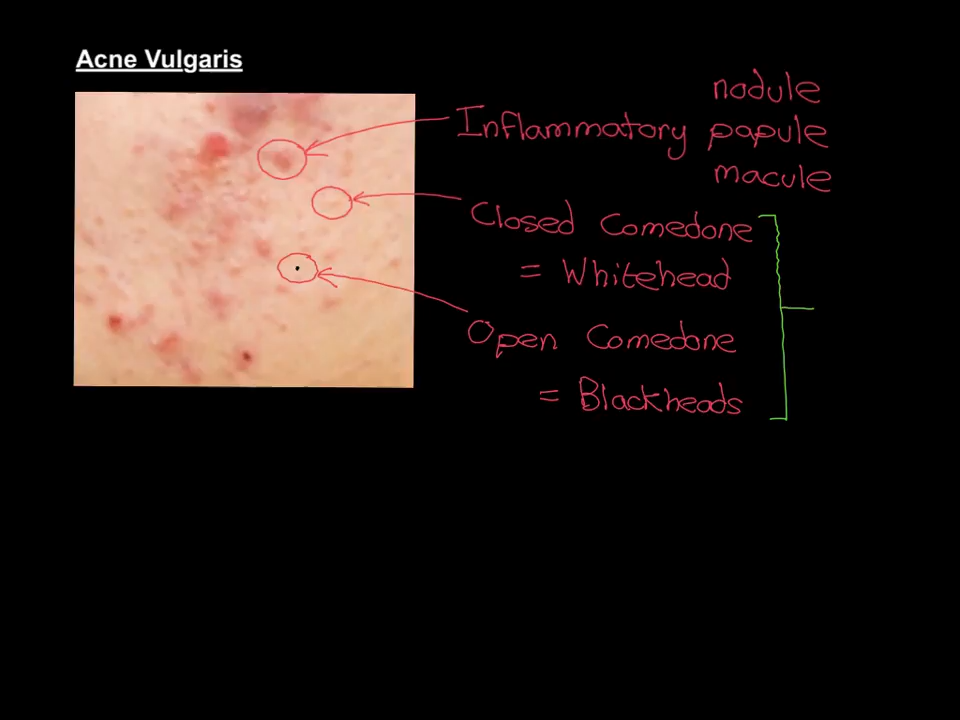 Acne Vulgaris
nodule
Inflammatory papule
macule
Closed Comedone
= Whitehead
Open Comedone
= Blackheads